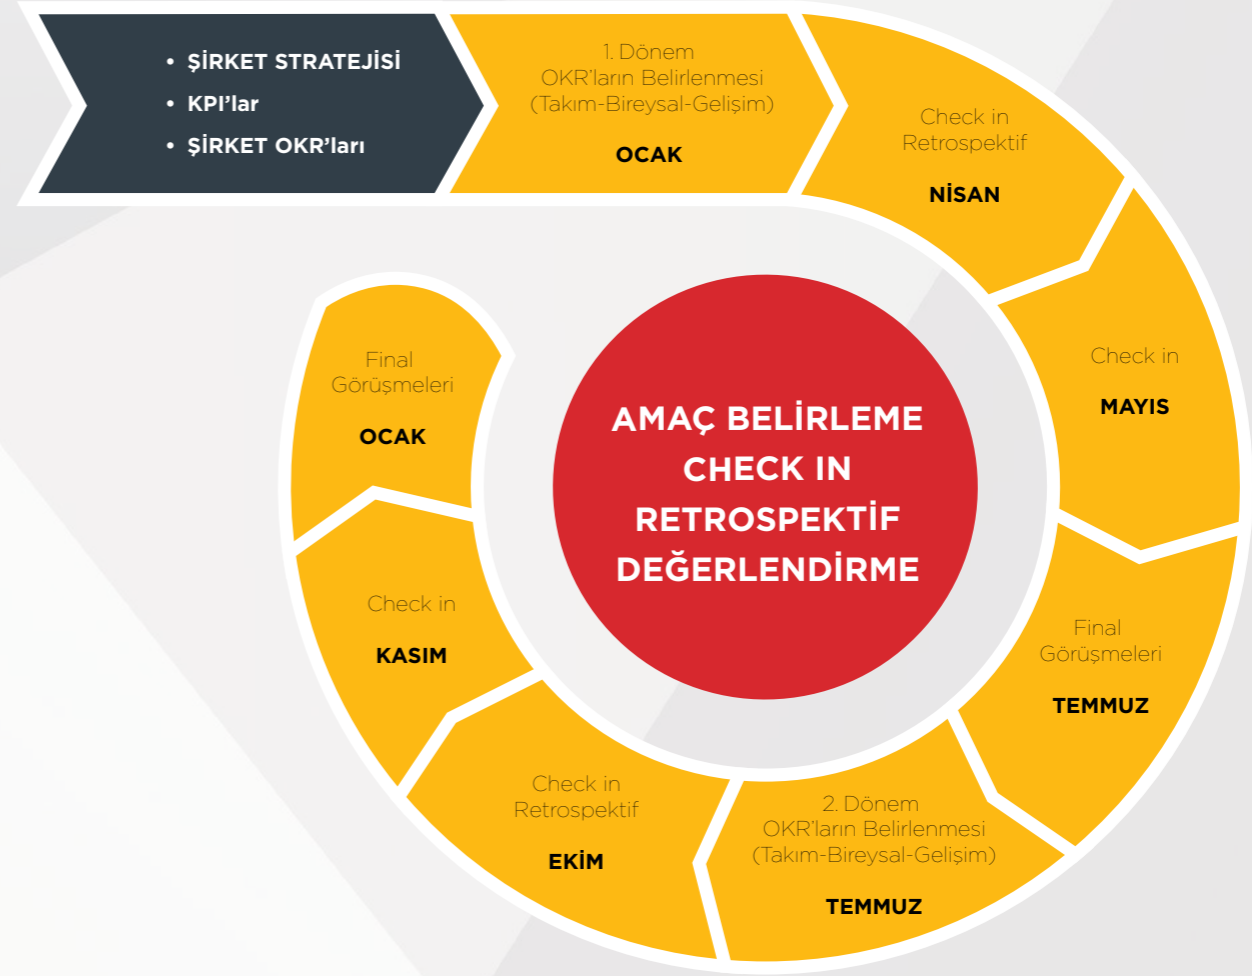 • ŞİRKET STRATEJİSİ
• KPI'lar
• ŞİRKET OKR'ları
1. Dönem
OKR'ların Belirlenmesi
(Takım-Bireysal-Gelişim)
OCAK
Check in
Retrospektif
NİSAN
Check in
MAYIS
Final
Görüşmeleri
TEMMUZ
2. Dönem
OKR'ların Belirlenmesi
(Takım-Bireysal-Gelişim)
TEMMUZ
Check in
Retrospektif
EKİM
Check in
KASIM
Final
Görüşmeleri
OCAK
AMAÇ BELİRLEME
CHECK IN
RETROSPEKTİF
DEĞERLENDİRME